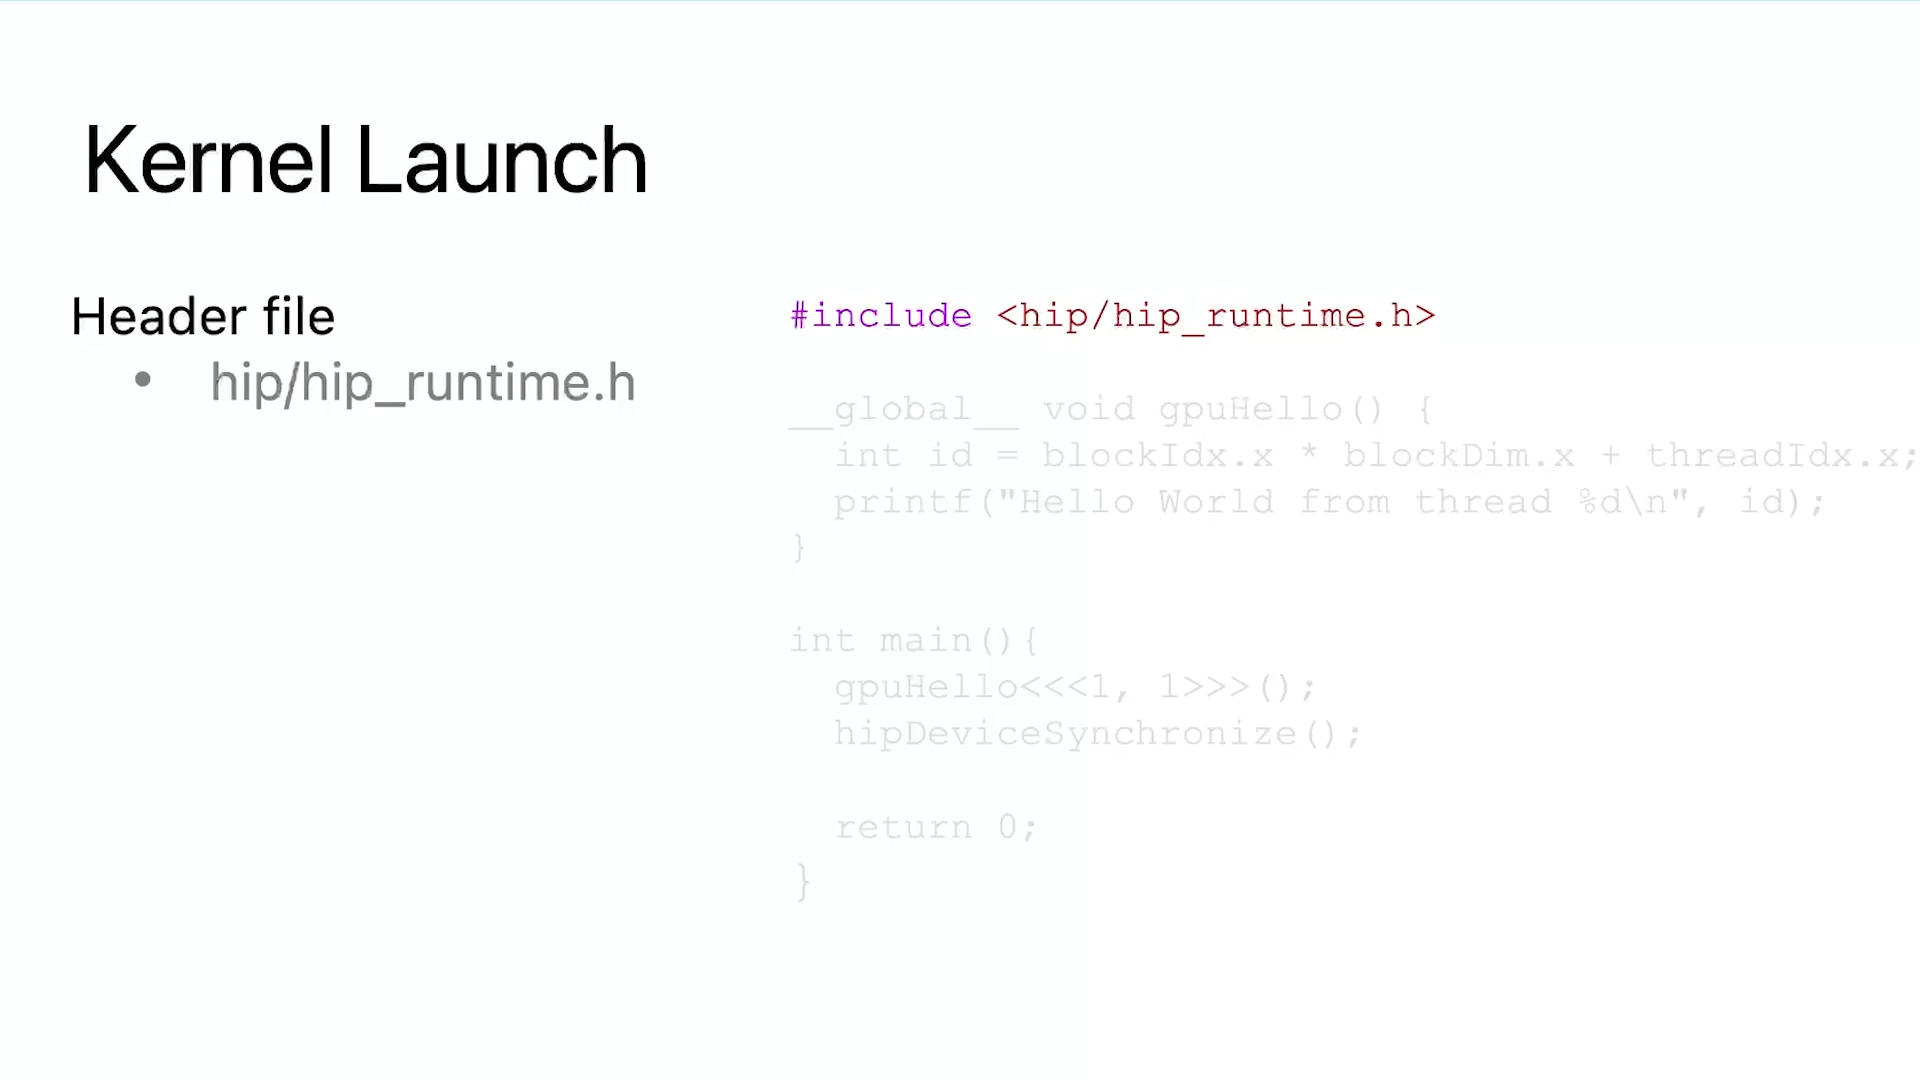 Kernel Launch
Header file
• hip/hip_runtime.h
#include <hip/hip_runtime.h>
__global__ void gpuHello() {
  int id = blockIdx.x * blockDim.x + threadIdx.x;
  printf("Hello World from thread %d\n", id);
}
int main(){
  gpuHello<<<1, 1>>>();
  hipDeviceSynchronize();
  return 0;
}